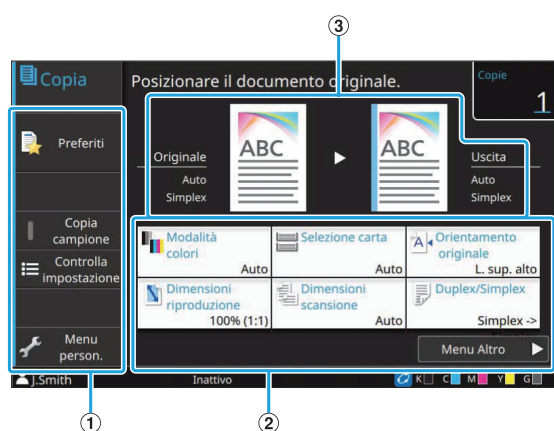 ③
Copia
Posizionare il documento originale.
Copie
1
Preferiti
ABC
ABC
Originale
Uscita
Auto
Auto
Simplex
Simplex
Copia
campione
Controlla
impostazione
Menu
person.
Modalità
colori
Auto
Selezione carta
Auto
Orientamento
originale
L. sup. alto
Dimensioni
riproduzione
100% (1:1)
Dimensioni
scansione
Auto
Duplex/Simplex
Simplex ->
Menu Altro
J.Smith
Inattivo
K C M Y G
①
②